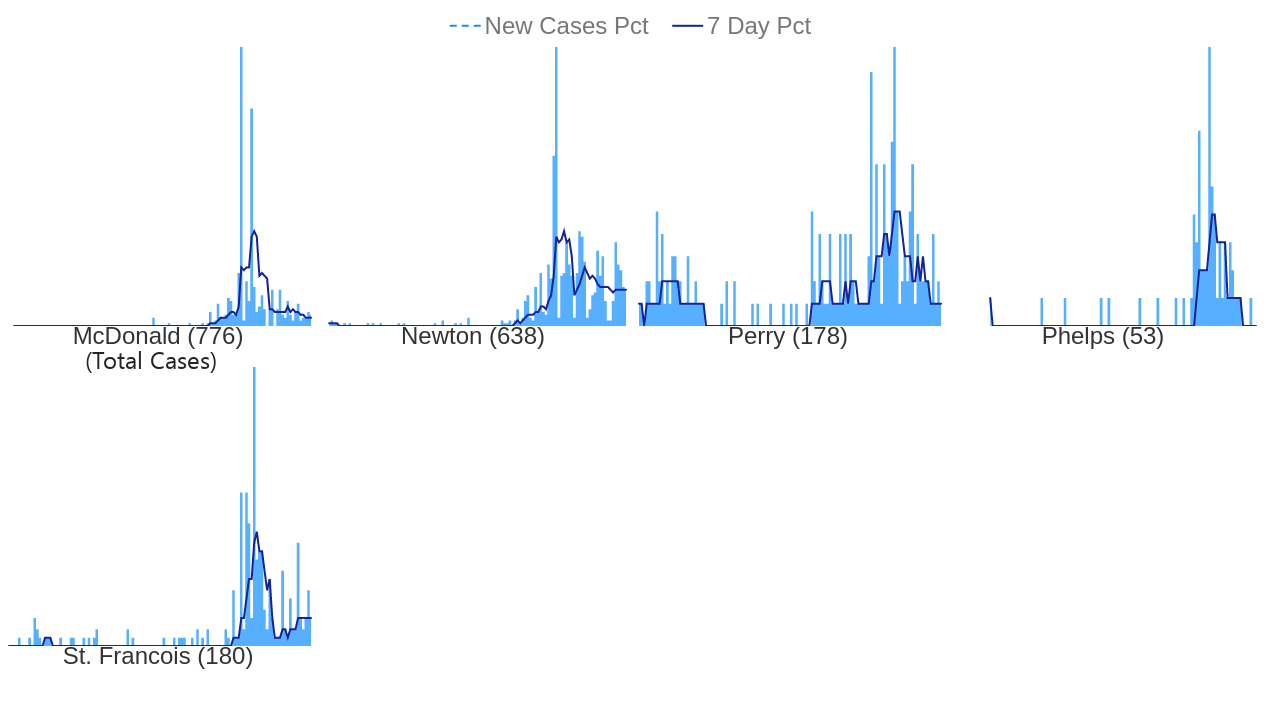 New Cases Pct 7 Day Pct
McDonald (776)
(Total Cases)
Newton (638)
Perry (178)
Phelps (53)
St. Francois (180)